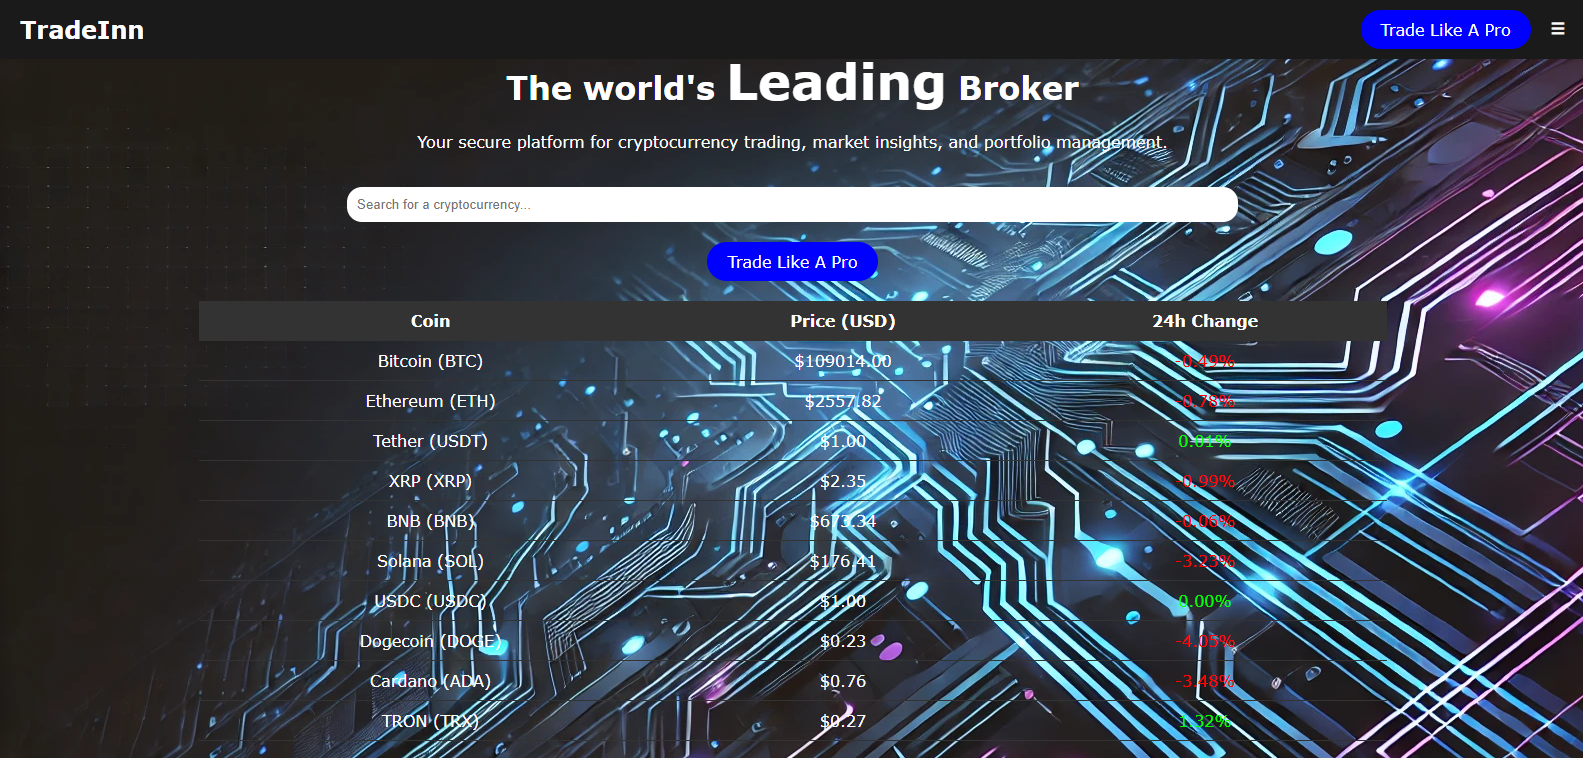 TradeInn
Trade Like A Pro
The world's Leading Broker
Your secure platform for cryptocurrency trading, market insights, and portfolio management.
Search for a cryptocurrency...
Trade Like A Pro
Coin Price (USD) 24h Change
Bitcoin (BTC) $109014.00 -0.49%
Ethereum (ETH) $2557.82 -0.78%
Tether (USDT) $1.00 0.01%
XRP (XRP) $2.35 -0.99%
BNB (BNB) $673.34 -0.06%
Solana (SOL) $176.41 -3.23%
USDC (USDC) $1.00 0.00%
Dogecoin (DOGE) $0.23 -4.05%
Cardano (ADA) $0.76 -3.48%
TRON (TRX) $0.27 1.32%